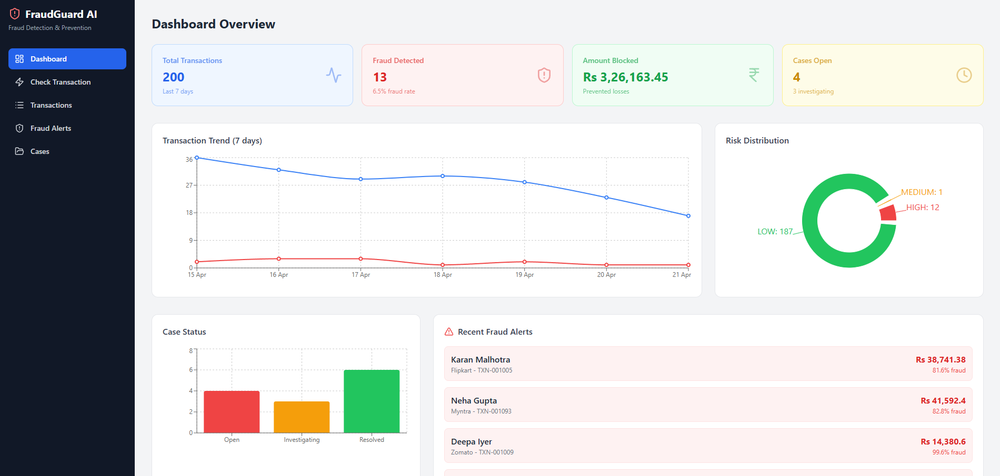 FraudGuard AI
Fraud Detection & Prevention
Dashboard
Check Transaction
Transactions
Fraud Alerts
Cases
Dashboard Overview
Total Transactions
200
Last 7 days
Fraud Detected
13
6.5% fraud rate
Amount Blocked
Rs 3,26,163.45
Prevented losses
Cases Open
4
3 investigating
Transaction Trend (7 days)
36
27
18
9
0
15 Apr
16 Apr
17 Apr
18 Apr
19 Apr
20 Apr
21 Apr
Risk Distribution
MEDIUM: 1
HIGH: 12
LOW: 187
Case Status
8
6
4
2
0
Open
Investigating
Resolved
Recent Fraud Alerts
Karan Malhotra
Rs 38,741.38
Flipkart - TXN-001005
81.6% fraud
Neha Gupta
Rs 41,592.4
Myntra - TXN-001093
82.8% fraud
Deepa Iyer
Rs 14,380.6
Zomato - TXN-001009
99.6% fraud